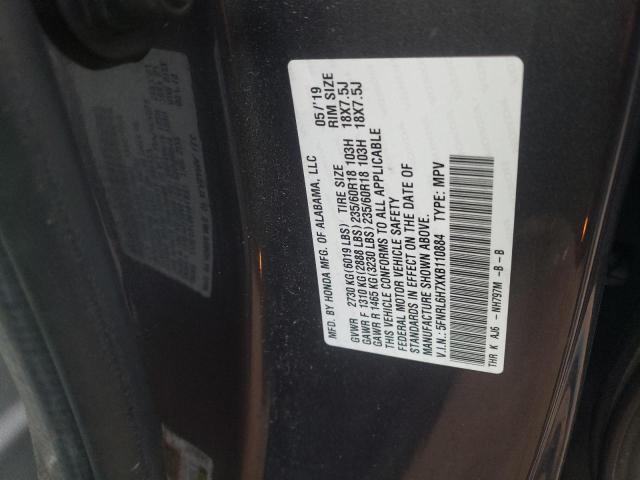 MFD. BY HONDA MFG. OF ALABAMA, LLC 05/'19
GVWR 2730 KG(6019 LBS) TIRE SIZE RIM SIZE
GAWR F 1310 KG(2888 LBS) 235/60R18 103H 18X7.5J
GAWR R 1465 KG(3230 LBS) 235/60R18 103H 18X7.5J
THIS VEHICLE CONFORMS TO ALL APPLICABLE
FEDERAL MOTOR VEHICLE SAFETY
STANDARDS IN EFFECT ON THE DATE OF
MANUFACTURE SHOWN ABOVE.
V.I.N.: 5FNRL6H7XKB110884 TYPE: MPV
THR K AJ6 - NH797M -B - B